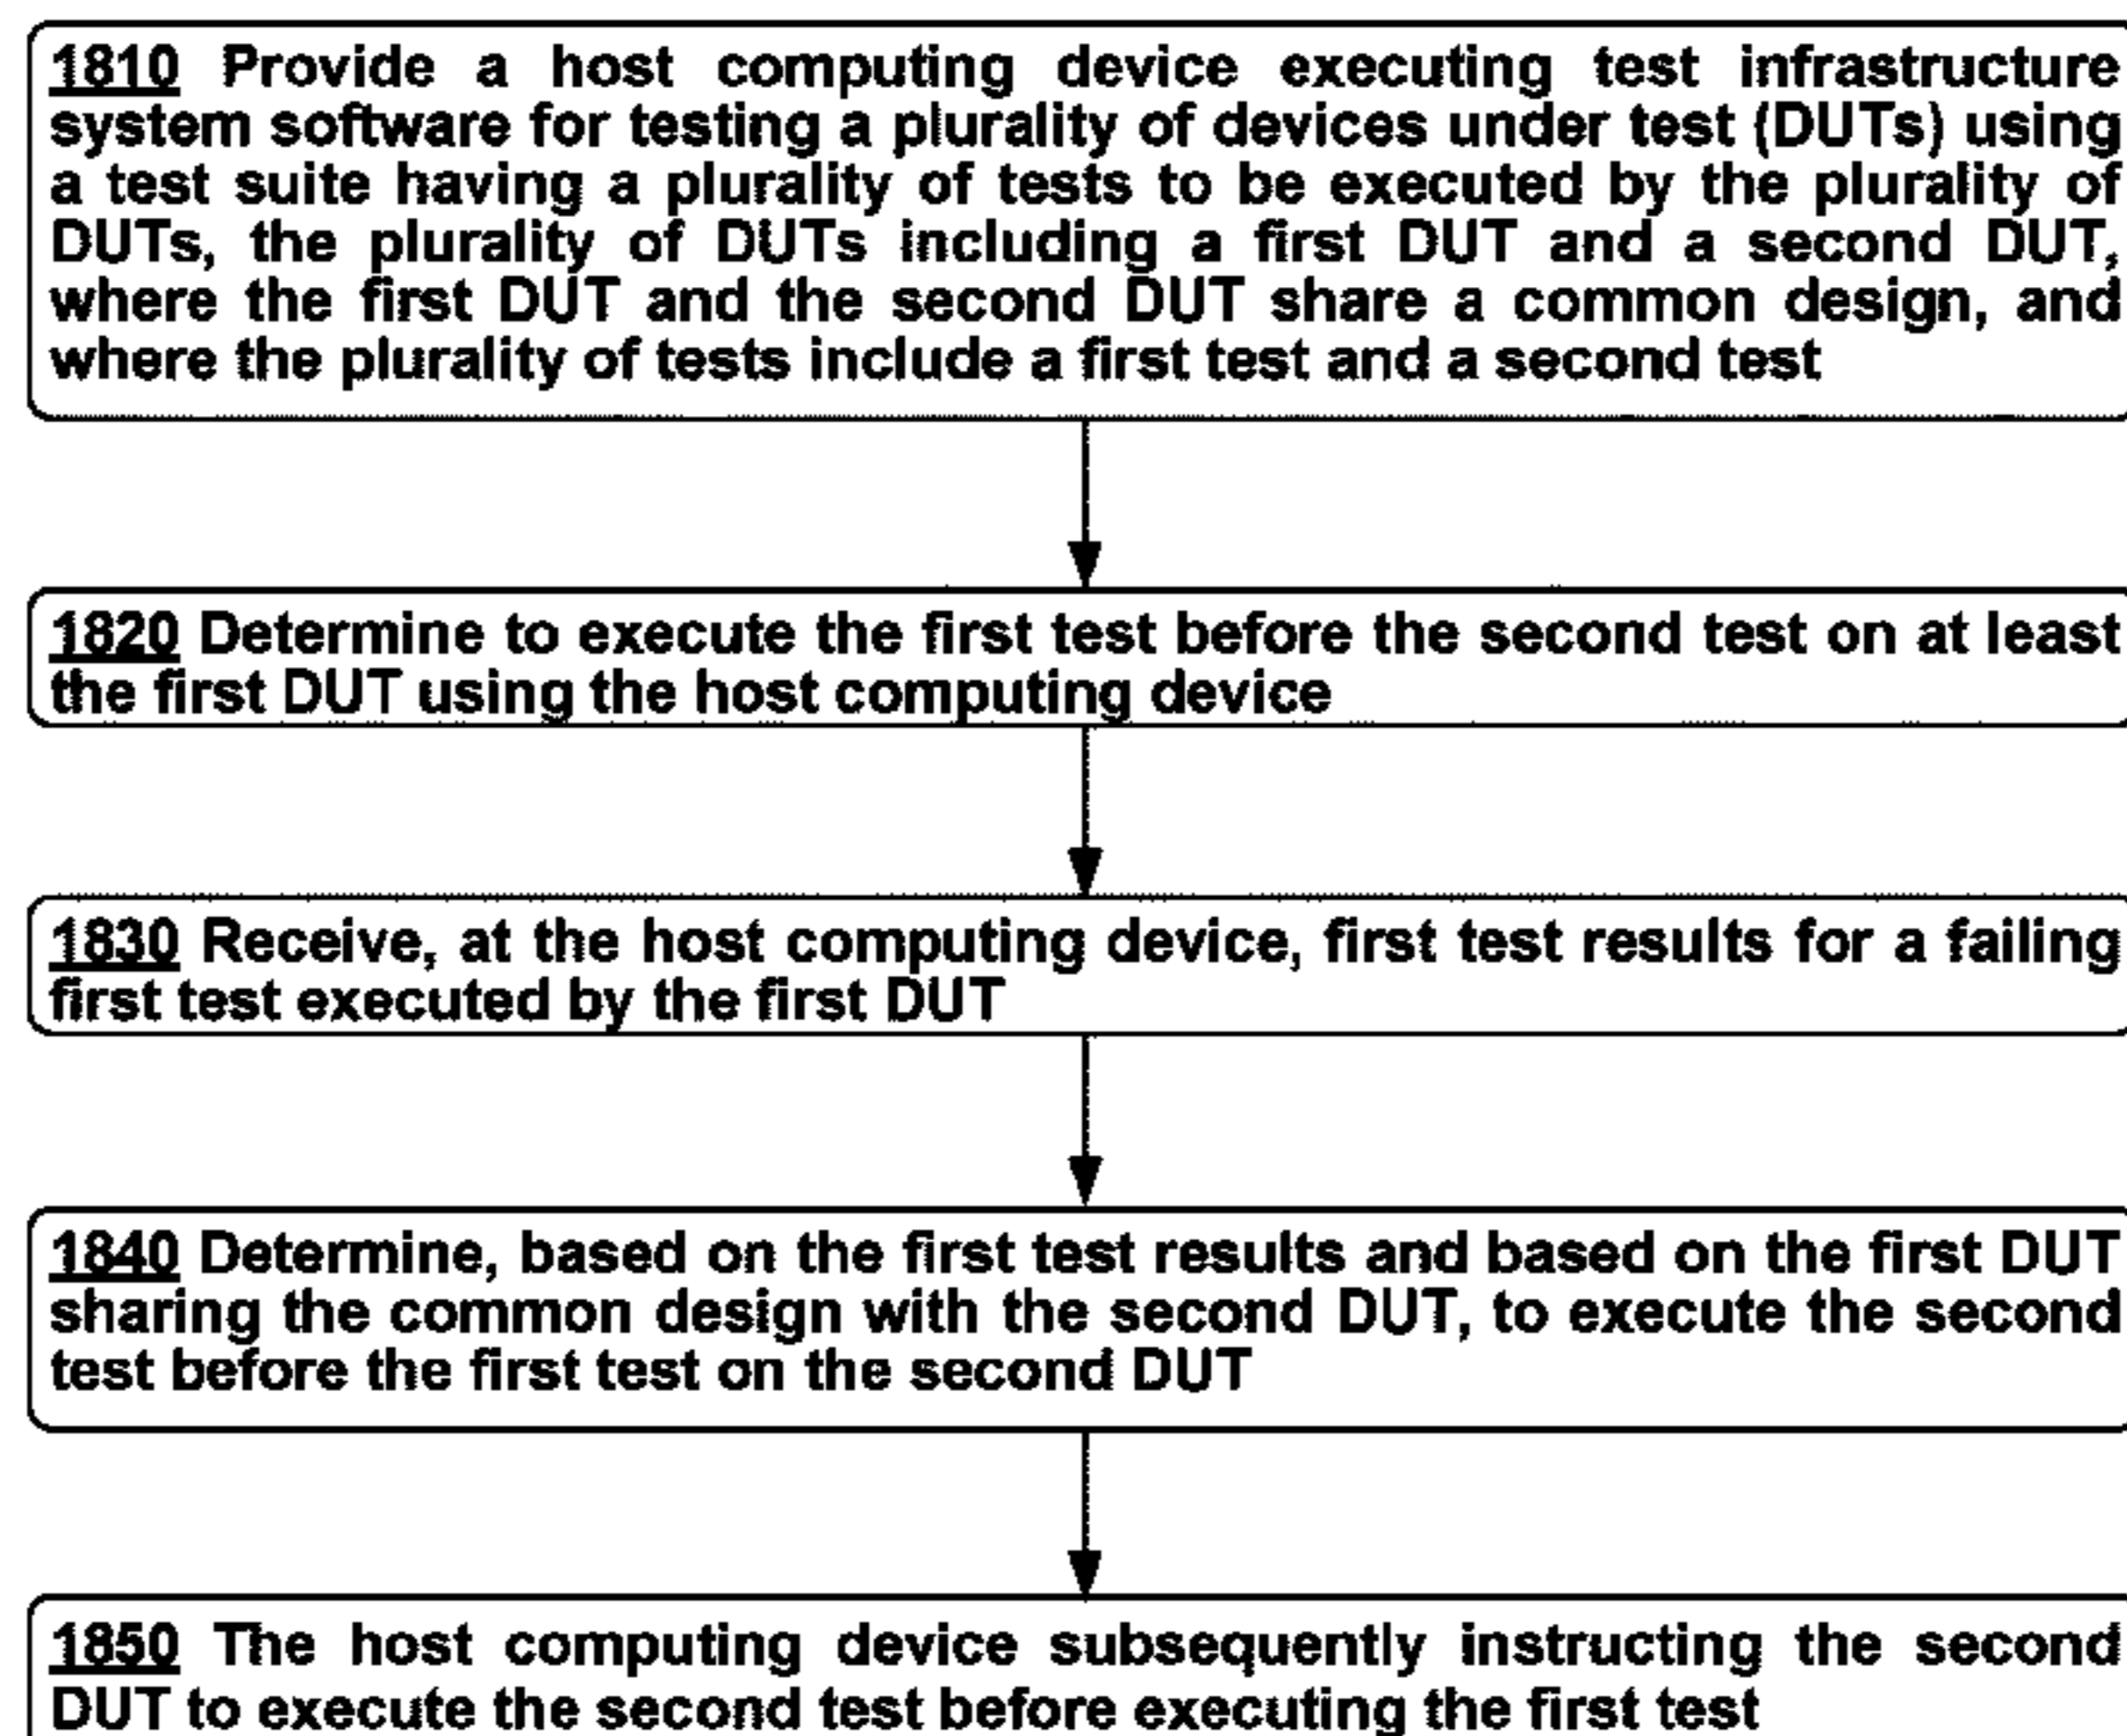 1810 Provide a host computing device executing test infrastructure
system software for testing a plurality of devices under test (DUTs) using
a test suite having a plurality of tests to be executed by the plurality of
DUTs, the plurality of DUTs including a first DUT and a second DUT,
where the first DUT and the second DUT share a common design, and
where the plurality of tests include a first test and a second test
1820 Determine to execute the first test before the second test on at least
the first DUT using the host computing device
1830 Receive, at the host computing device, first test results for a failing
first test executed by the first DUT
1840 Determine, based on the first test results and based on the first DUT
sharing the common design with the second DUT, to execute the second
test before the first test on the second DUT
1850 The host computing device subsequently instructing the second
DUT to execute the second test before executing the first test